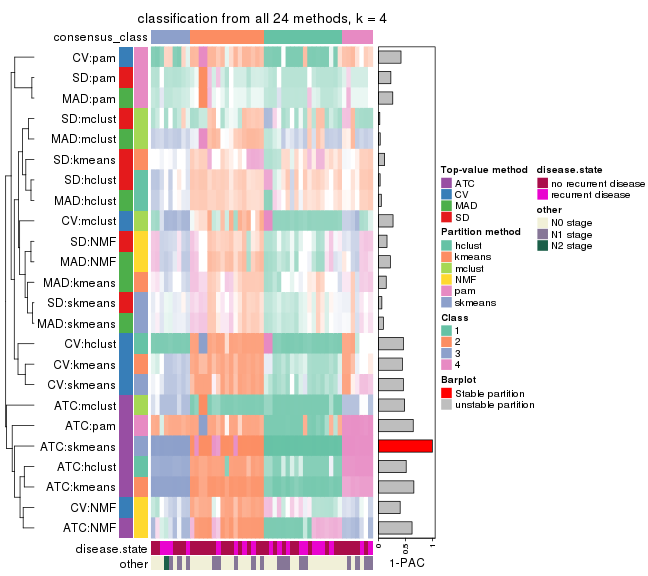 classification from all 24 methods, k = 4
consensus_class
CV:pam
SD:pam
MAD:pam
SD:mclust
MAD:mclust
SD:kmeans
SD:hclust
MAD:hclust
CV:mclust
SD:NMF
MAD:NMF
MAD:kmeans
SD:skmeans
MAD:skmeans
CV:hclust
CV:kmeans
CV:skmeans
ATC:mclust
ATC:pam
ATC:skmeans
ATC:hclust
ATC:kmeans
CV:NMF
ATC:NMF
disease.state
other
0
0.5
1
1-PAC
Top-value method
ATC
CV
MAD
SD
Partition method
hclust
kmeans
mclust
NMF
pam
skmeans
Class
1
2
3
4
Barplot
Stable partition
unstable partition
disease.state
no recurrent disease
recurrent disease
other
N0 stage
N1 stage
N2 stage